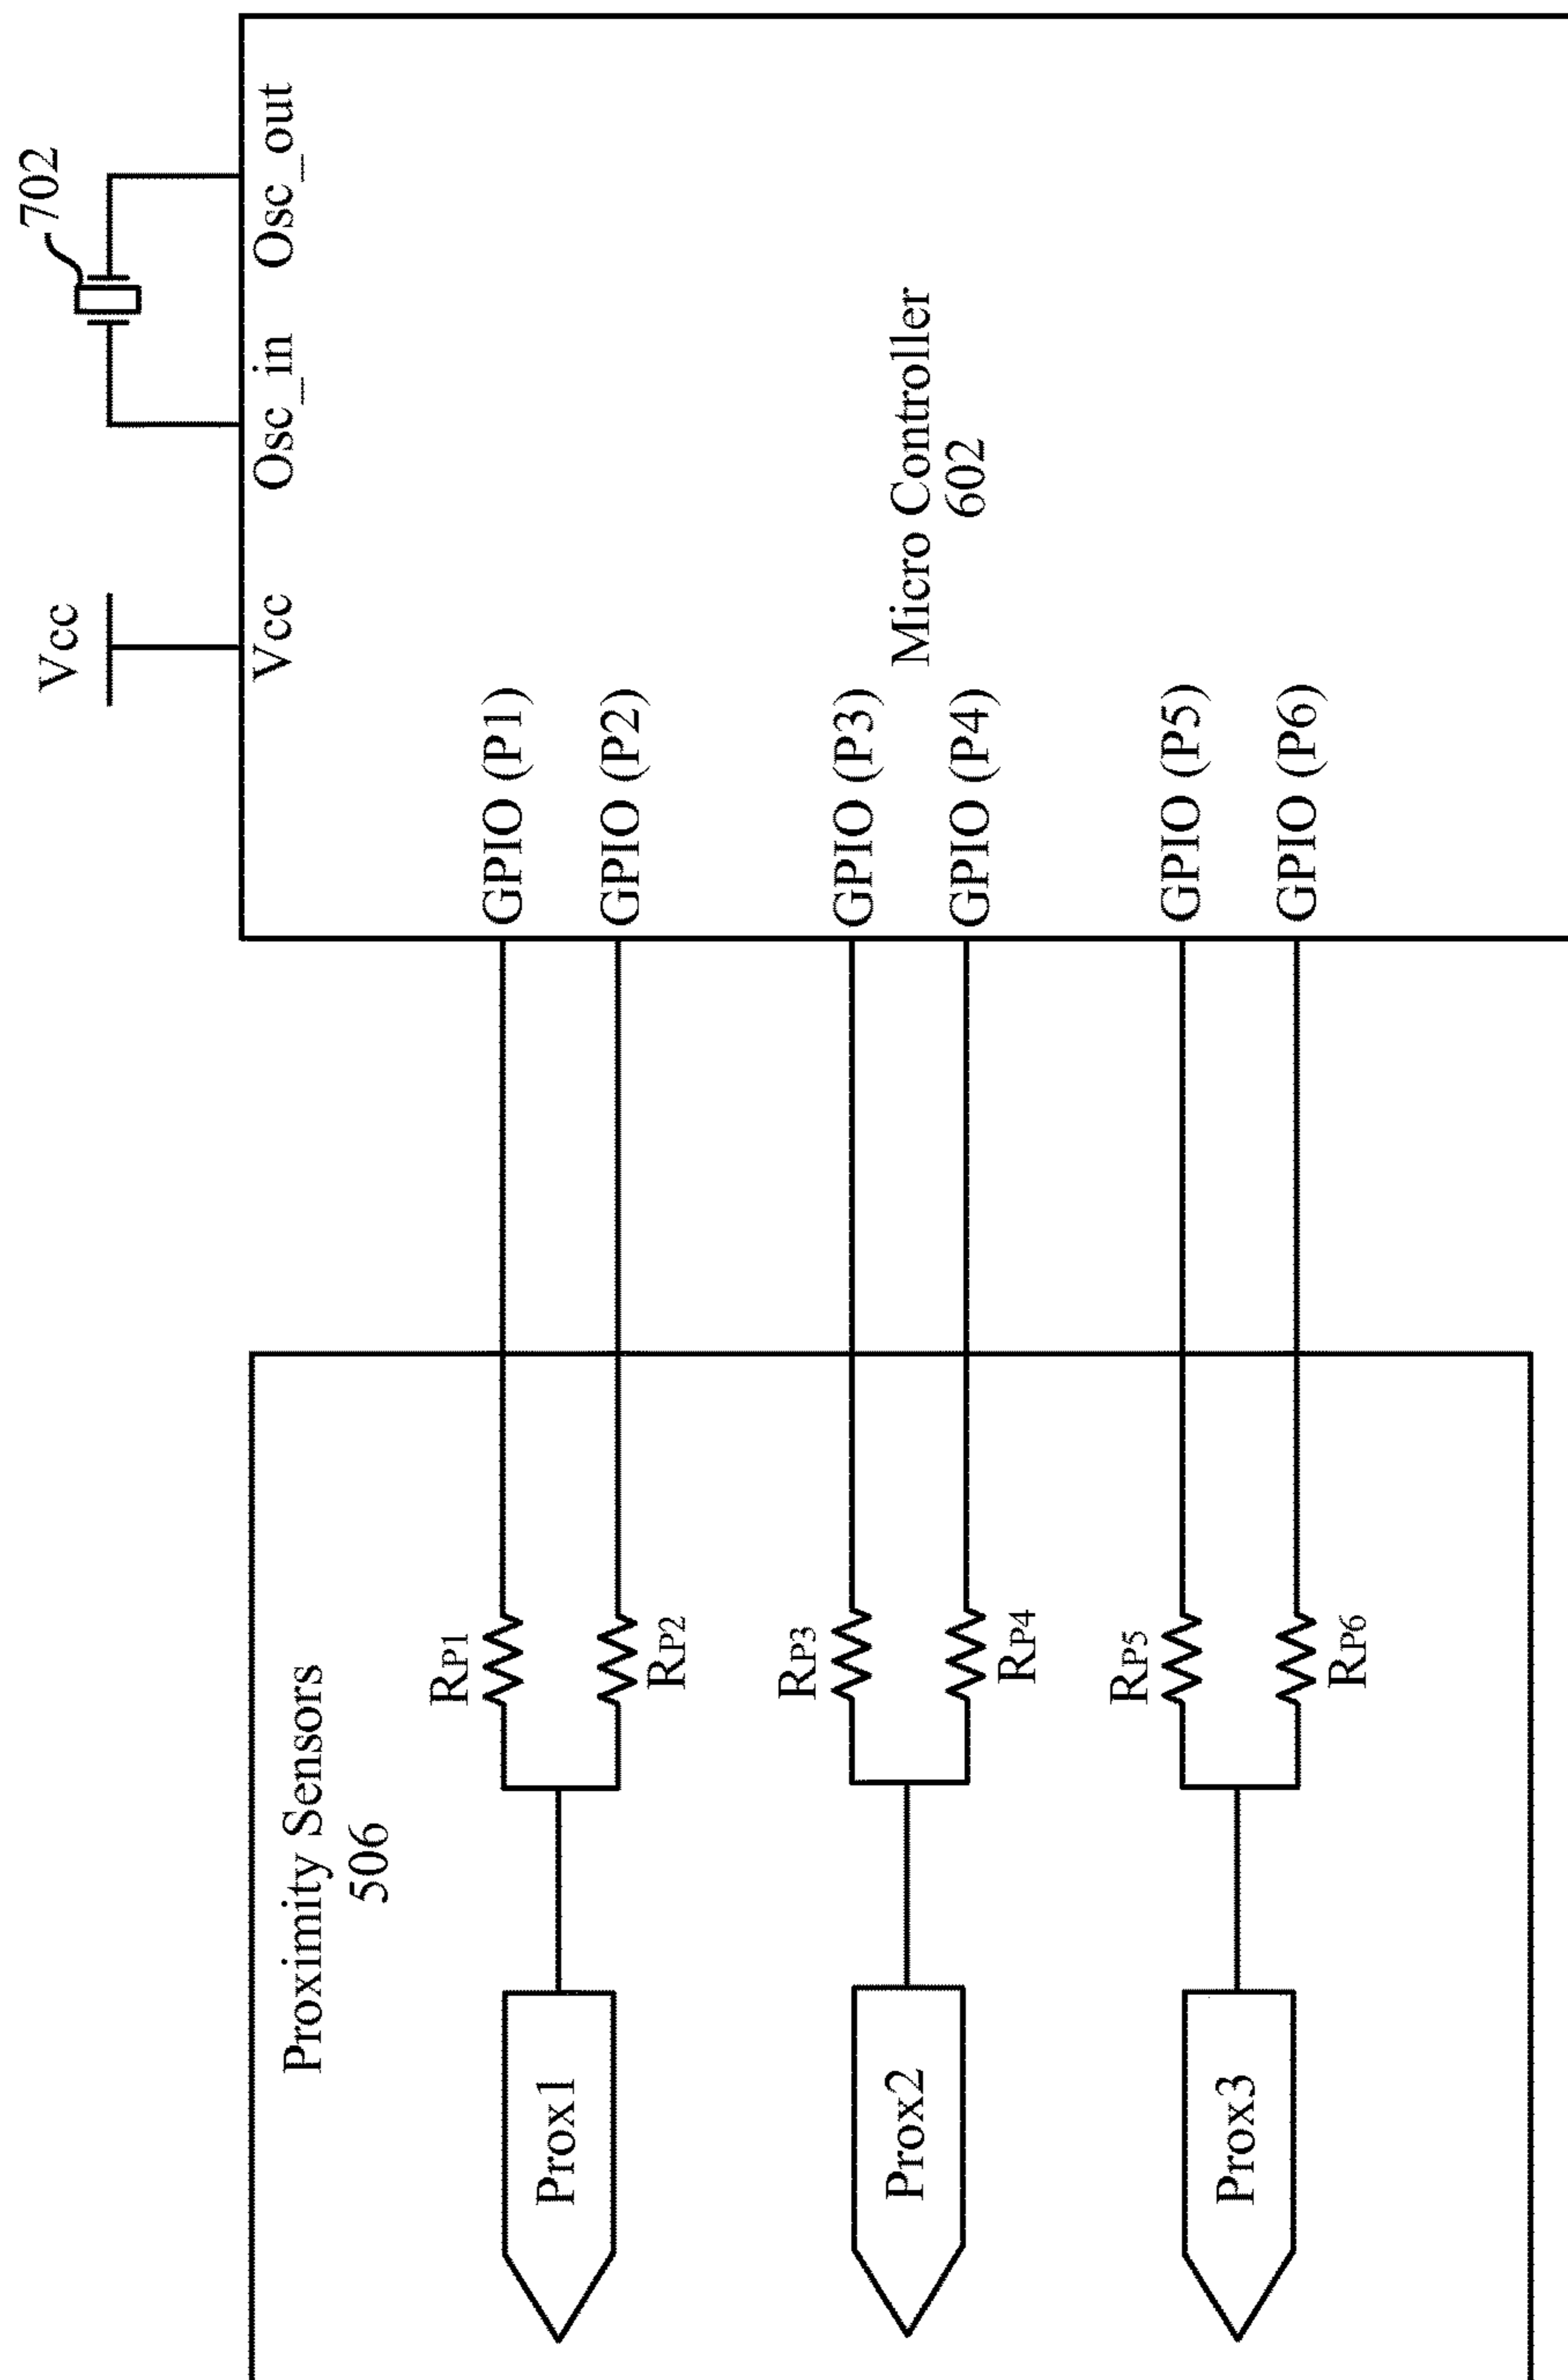 702
Vcc
Vcc
Osc_in
Osc_out
Micro Controller
602
GPIO (P1)
GPIO (P2)
GPIO (P3)
GPIO (P4)
GPIO (P5)
GPIO (P6)
Proximity Sensors
506
RP1
RP2
RP3
RP4
RP5
RP6
Prox1
Prox2
Prox3